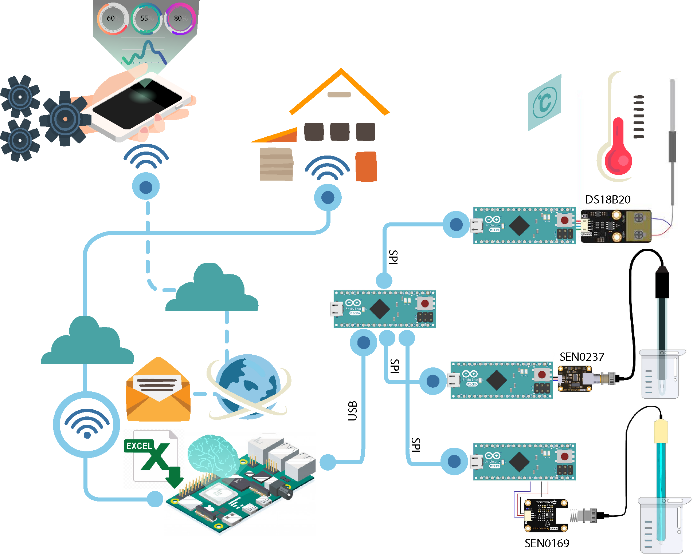 60
55
80
°C
DS18B20
SPI
SPI
SEN0237
USB
EXCEL
X
SPI
SEN0169